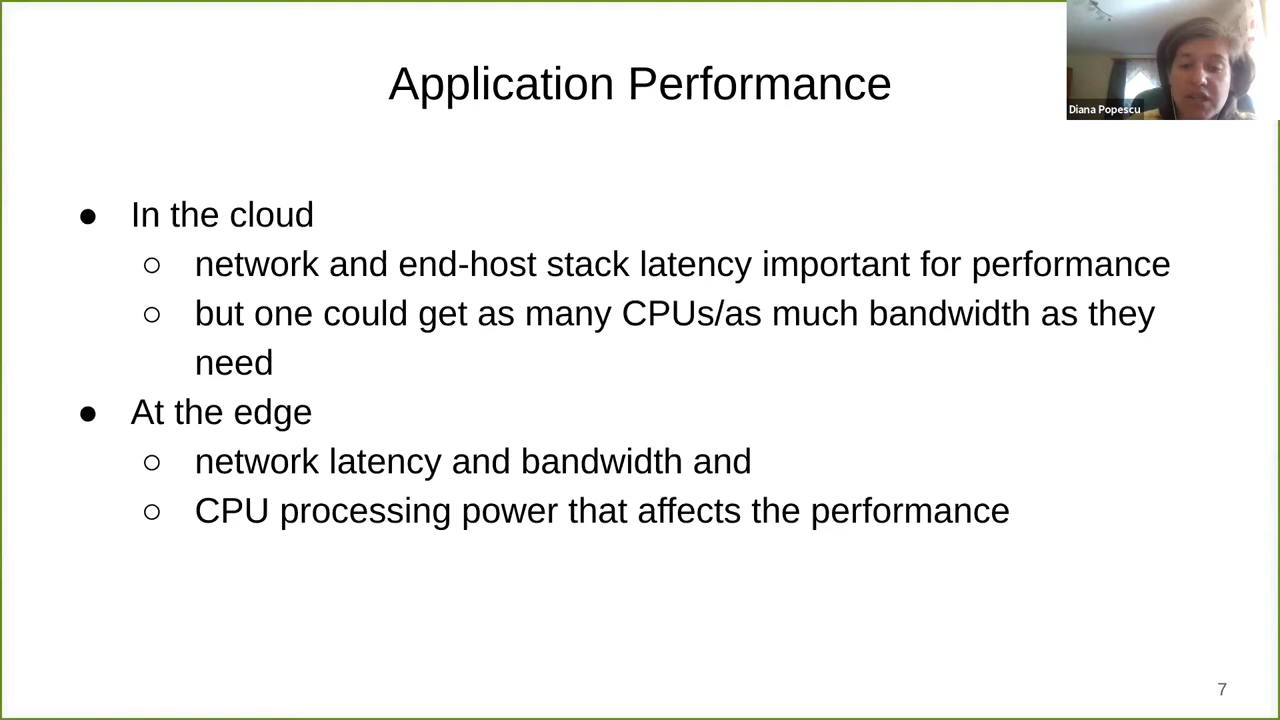 Application Performance
Diana Popescu
● In the cloud
○ network and end-host stack latency important for performance
○ but one could get as many CPUs/as much bandwidth as they
need
● At the edge
○ network latency and bandwidth and
○ CPU processing power that affects the performance
7